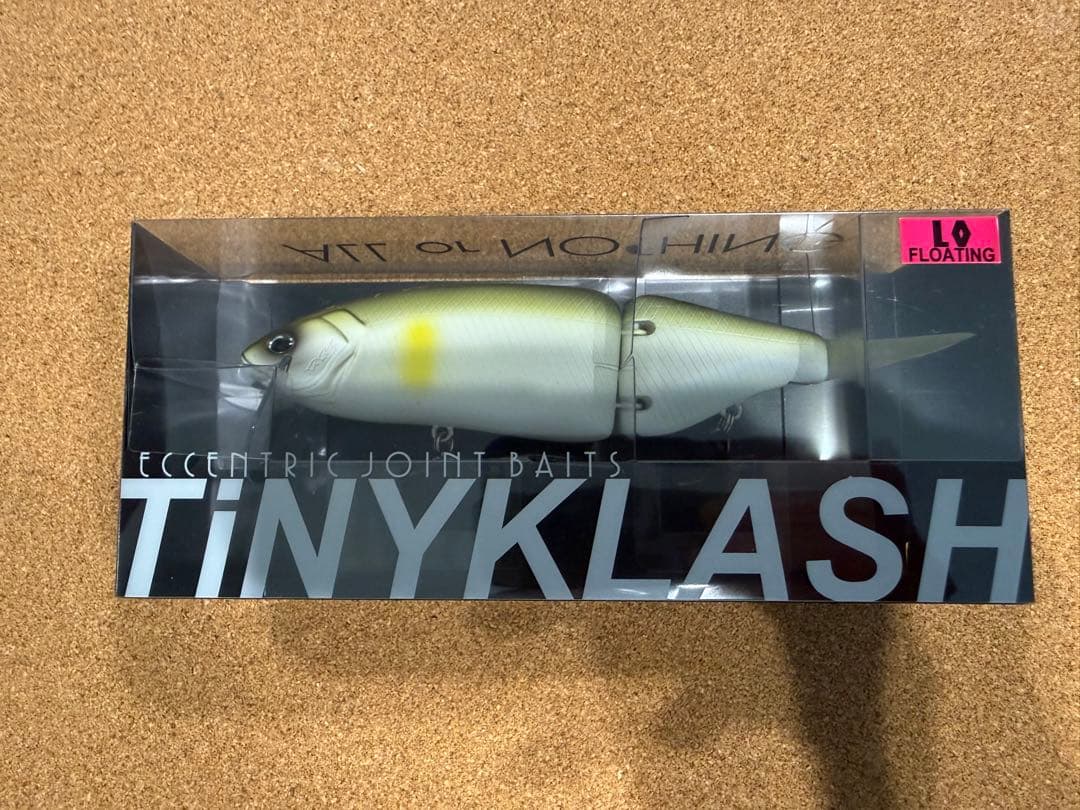 ALL or NOTHING
LO
FLOATING
ECCENTRIC JOINT BAITS
TiNYKLASH